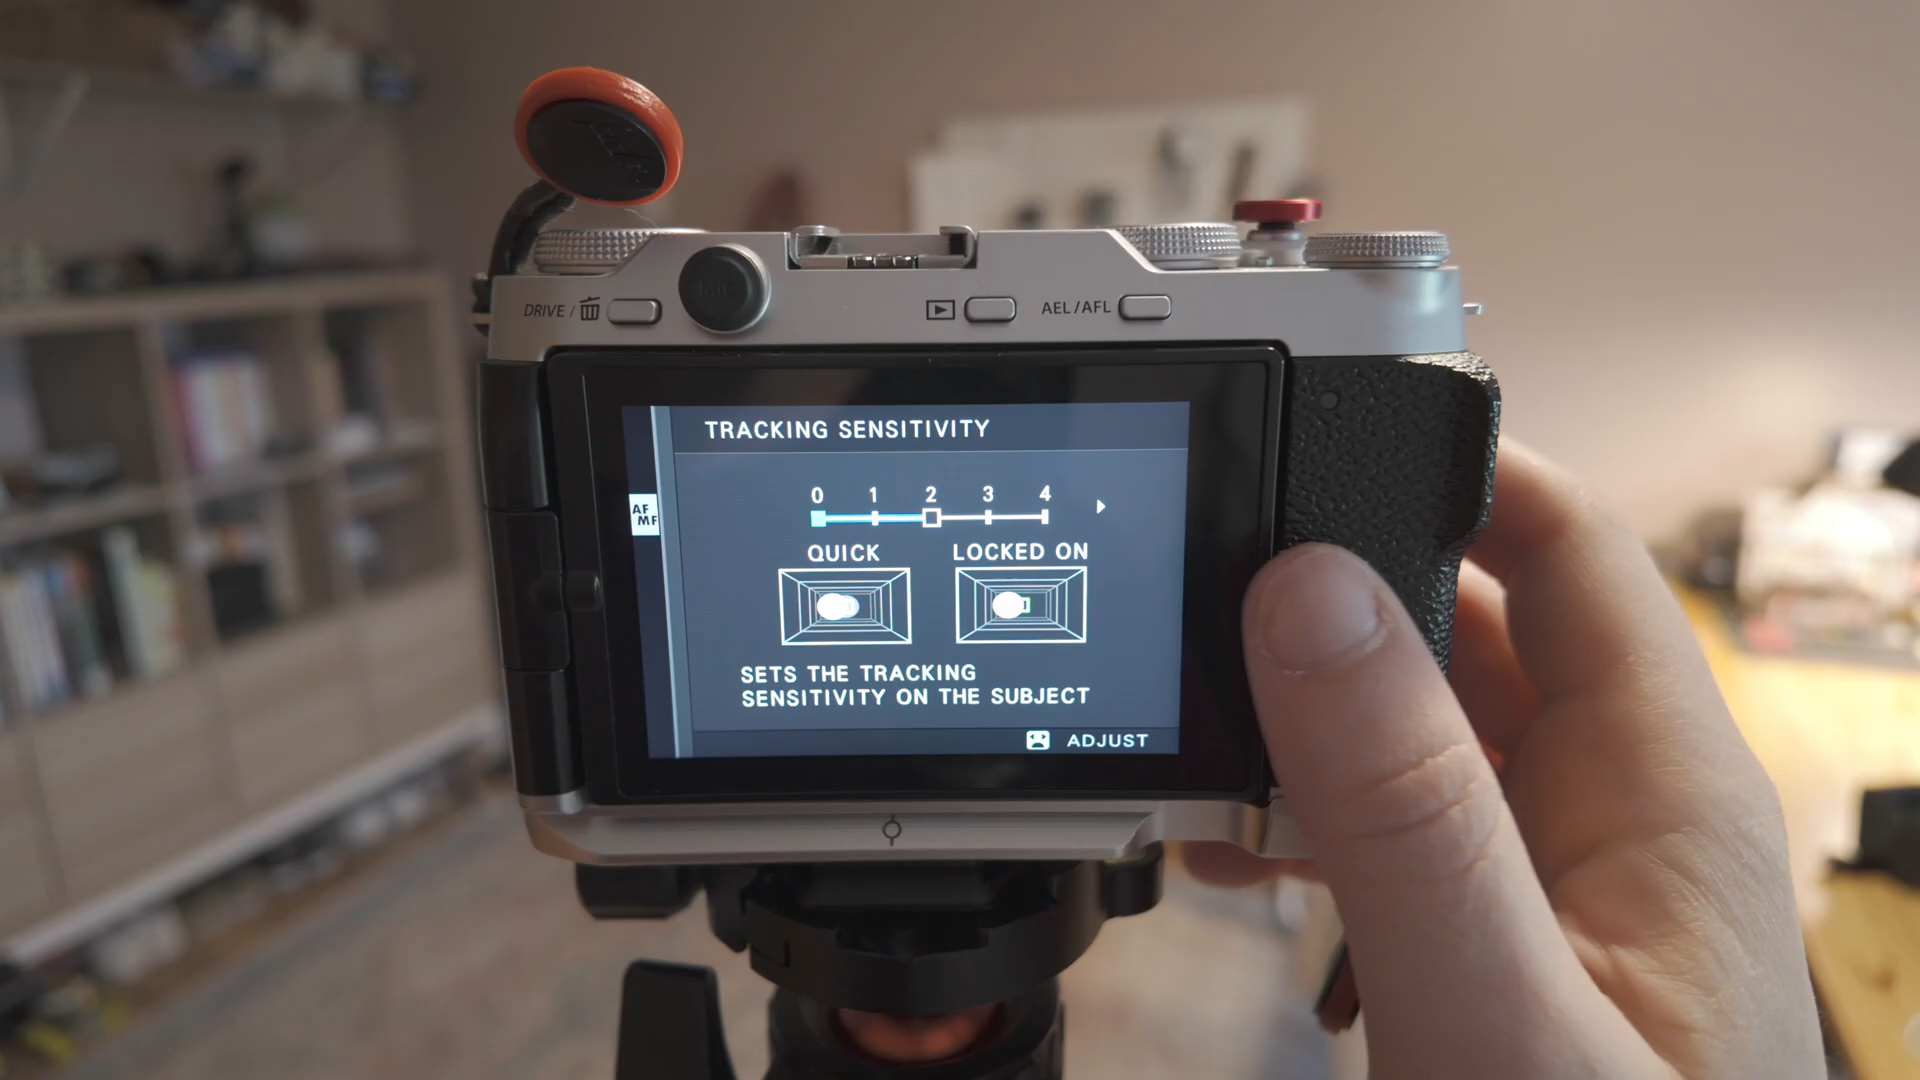 DRIVE /
AEL/AFL
TRACKING SENSITIVITY
0 1 2 3 4
AF
MF
QUICK LOCKED ON
SETS THE TRACKING
SENSITIVITY ON THE SUBJECT
ADJUST